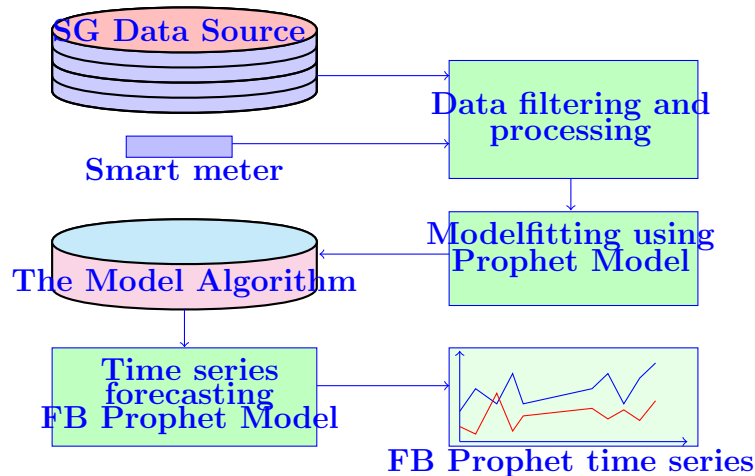 SG Data Source
Data filtering and
processing
Smart meter
Modelfitting using
Prophet Model
The Model Algorithm
Time series
forecasting
FB Prophet Model
FB Prophet time series